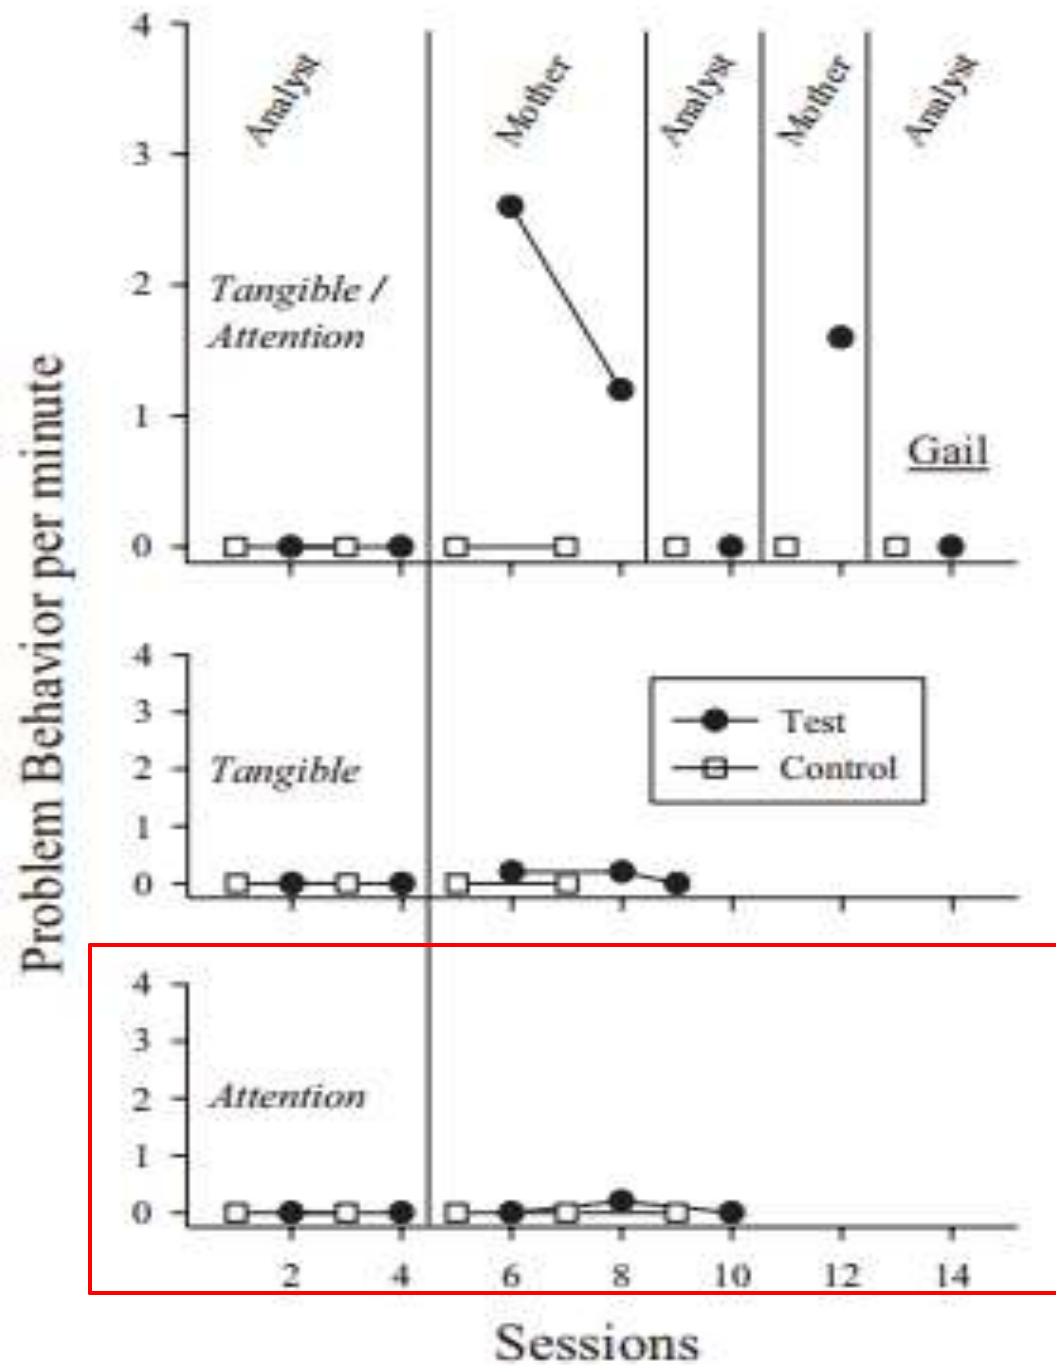 Problem Behavior per minute
4
3
2
1
0
Analyst
Mother
Analyst
Mother
Analyst
Tangible /
Attention
Gail
4
3
2
1
0
Tangible
Test
Control
4
3
2
1
0
Attention
2 4 6 8 10 12 14
Sessions